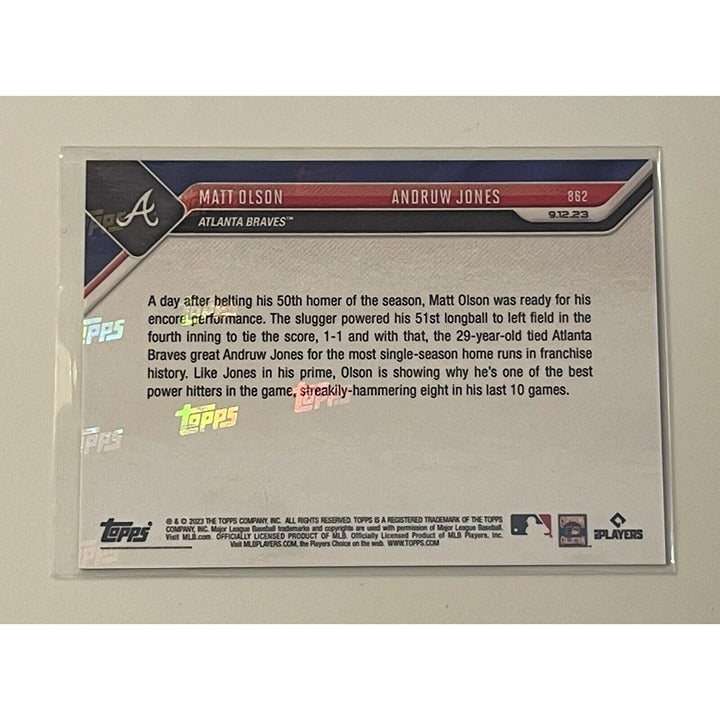 MATT OLSON ANDRUW JONES 862
ATLANTA BRAVES™ 9.12.23
A day after belting his 50th homer of the season, Matt Olson was ready for his
encore performance. The slugger powered his 51st longball to left field in the
fourth inning to tie the score, 1-1 and with that, the 29-year-old tied Atlanta
Braves great Andruw Jones for the most single-season home runs in franchise
history. Like Jones in his prime, Olson is showing why he's one of the best
power hitters in the game, streakily-hammering eight in his last 10 games.
TOPPS
TOPPS
TOPPS
TOPPS
Topps
® & © 2023 THE TOPPS COMPANY, INC. ALL RIGHTS RESERVED. TOPPS IS A REGISTERED TRADEMARK OF THE TOPPS
COMPANY, INC. Major League Baseball trademarks and copyrights are used with permission of Major League Baseball.
Visit MLB.com. OFFICIALLY LICENSED PRODUCT OF MLB. Officially Licensed Product of MLB Players, Inc.
Visit MLBPLAYERS.com, the Players Choice on the web. WWW.TOPPS.COM
PLAYERS